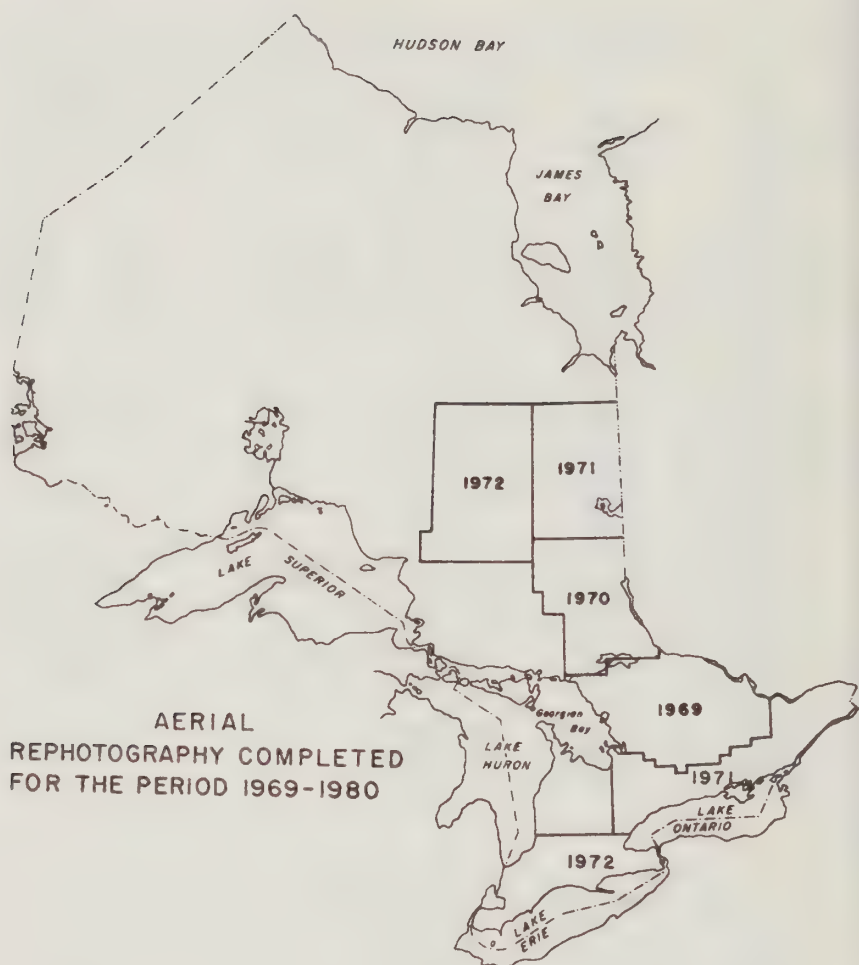 HUDSON BAY
JAMES
BAY
1972
1971
LAKE
SUPERIOR
1970
1969
Georgian
Bay
LAKE
HURON
AERIAL
REPHOTOGRAPHY COMPLETED
FOR THE PERIOD 1969-1980
1971
LAKE
ONTARIO
1972
LAKE
ERIE